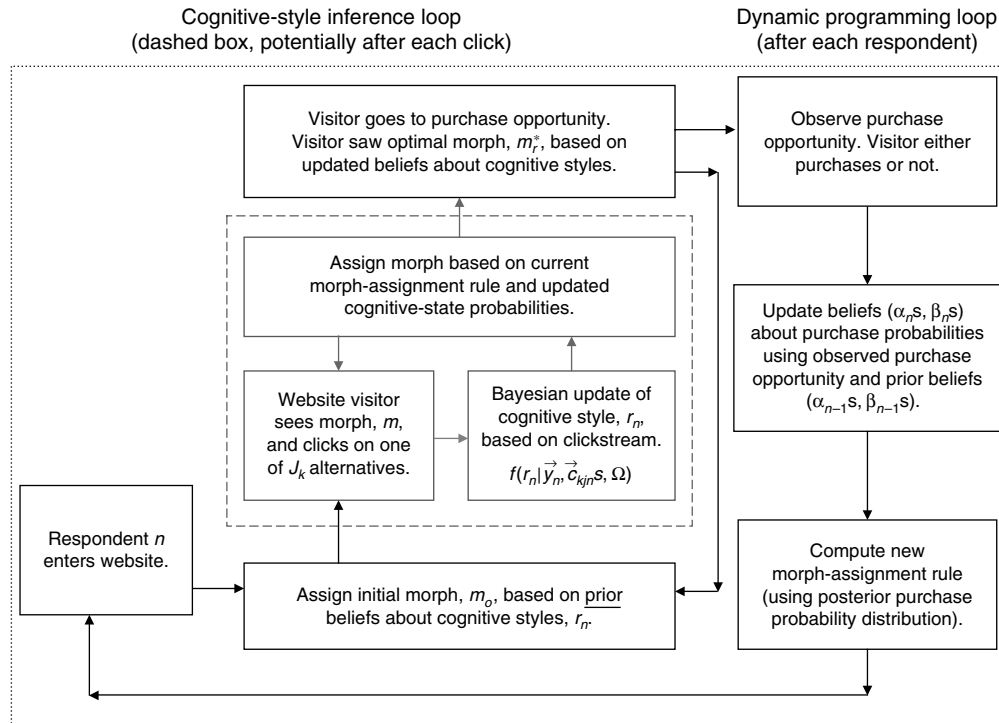 Cognitive-style inference loop
(dashed box, potentially after each click)
Dynamic programming loop
(after each respondent)
Visitor goes to purchase opportunity.
Visitor saw optimal morph, m*r, based on
updated beliefs about cognitive styles.
Observe purchase
opportunity. Visitor either
purchases or not.
Assign morph based on current
morph-assignment rule and updated
cognitive-state probabilities.
Update beliefs (αns, βns)
about purchase probabilities
using observed purchase
opportunity and prior beliefs
(αn−1s, βn−1s).
Website visitor
sees morph, m,
and clicks on one
of Jk alternatives.
Bayesian update of
cognitive style, rn,
based on clickstream.
f(rn|y⃗n, c⃗kjns, Ω)
Respondent n
enters website.
Assign initial morph, mo, based on prior
beliefs about cognitive styles, rn.
Compute new
morph-assignment rule
(using posterior purchase
probability distribution).